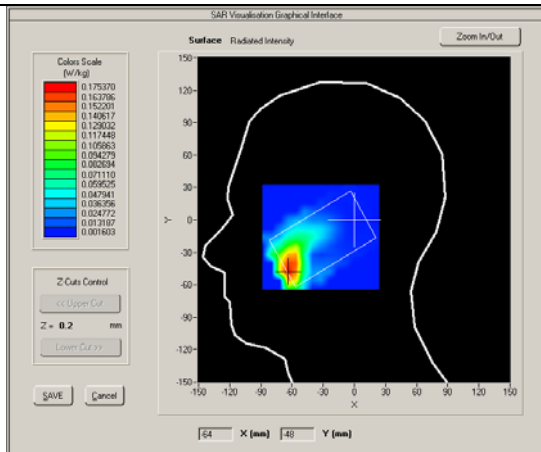 SAR Visualisation Graphical Interface
Surface Radiated Intensity
Zoom In/Out
Colors Scale
(W/kg)
0.175370
0.163786
0.152201
0.140617
0.129032
0.117448
0.105863
0.094279
0.082694
0.071110
0.059525
0.047941
0.036356
0.024772
0.013187
0.001603
150
120
90
60
30
0
-30
-60
-90
-120
-150
Y
-150 -120 -90 -60 -30 0 30 60 90 120 150
X
Z Cuts Control
<< Upper Cut
Z = 0.2 mm
Lower Cut >>
SAVE Cancel
-64 X (mm) -48 Y (mm)